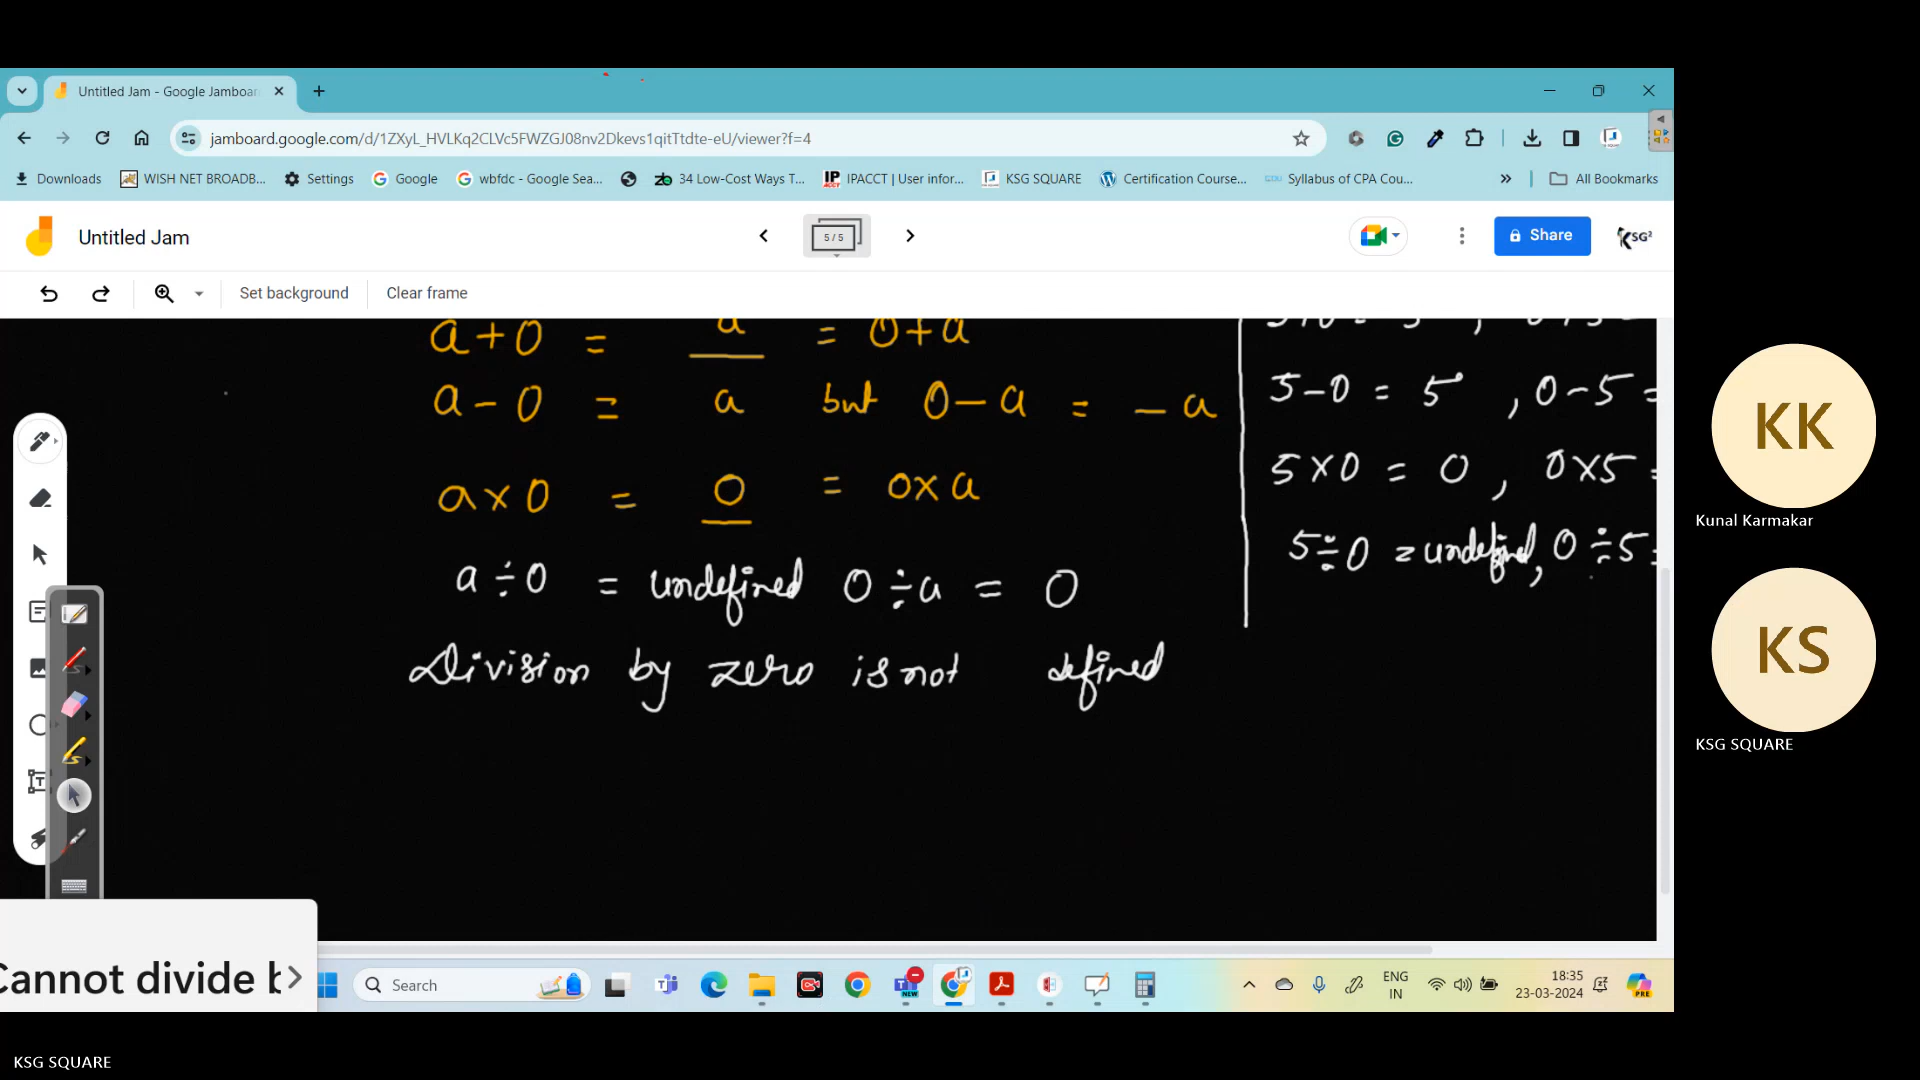 Untitled Jam - Google Jamboar
jamboard.google.com/d/1ZXyL_HVLKq2CLVc5FWZGJ08nv2Dkevs1qitTtdte-eU/viewer?f=4
Downloads WISH NET BROADB... Settings Google wbfdc - Google Sea... 34 Low-Cost Ways T... IPACCT | User infor... KSG SQUARE Certification Course... Syllabus of CPA Cou... » All Bookmarks
Untitled Jam 5 / 5 Share KSG²
Set background Clear frame
a + 0 = a = 0 + a
a - 0 = a but 0 - a = - a
a × 0 = 0 = 0 × a
a ÷ 0 = undefined 0 ÷ a = 0
Division by zero is not defined
5 - 0 = 5 , 0 - 5 =
5 × 0 = 0 , 0 × 5 =
5 ÷ 0 = undefined, 0 ÷ 5 =
KK
Kunal Karmakar
KS
KSG SQUARE
Cannot divide b
Search
ENG
IN
18:35
23-03-2024
KSG SQUARE